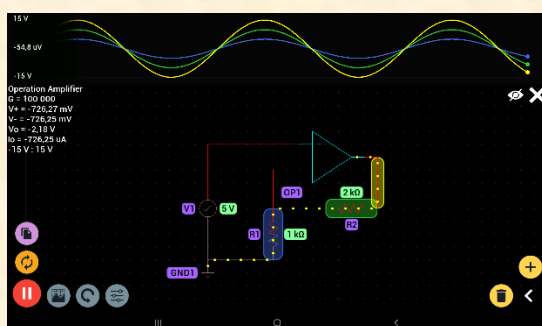 15 V
-54,8 uV
-15 V
Operation Amplifier
G = 100 000
V+ = -726,27 mV
V- = -726,25 mV
Vo = -2,18 V
Io = -726,25 uA
-15 V : 15 V
OP1
2 kΩ
V1
5 V
R1
1 kΩ
R2
GND1